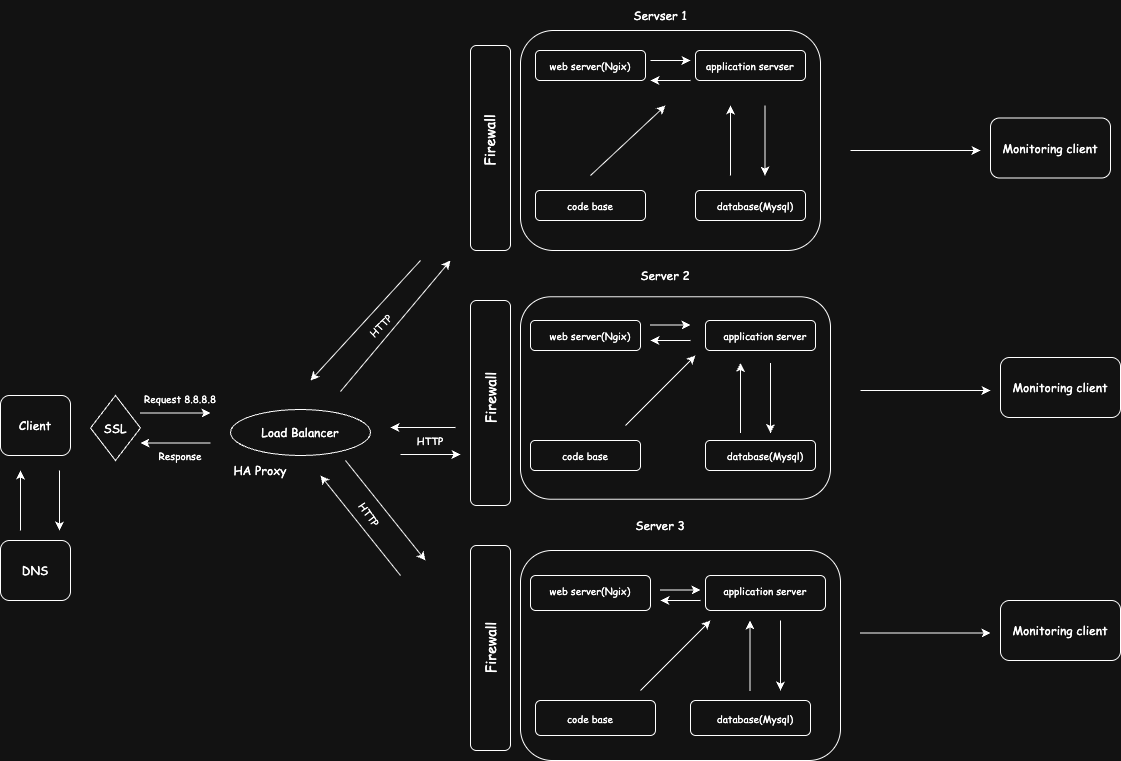 Servser 1
web server(Ngix)
application servser
Firewall
code base
database(Mysql)
Monitoring client
Server 2
web server(Ngix)
application server
Firewall
code base
database(Mysql)
Monitoring client
HTTP
Client
SSL
Request 8.8.8.8
Response
Load Balancer
HA Proxy
HTTP
HTTP
DNS
Server 3
web server(Ngix)
application server
Firewall
code base
database(Mysql)
Monitoring client